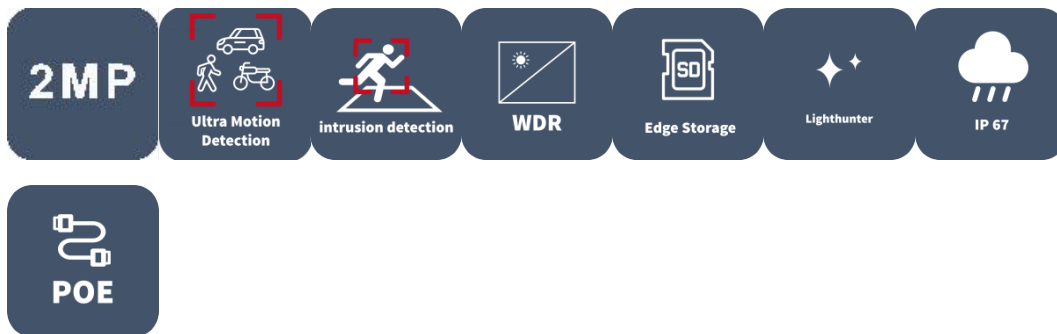 2MP
Ultra Motion
Detection
intrusion detection
WDR
SD
Edge Storage
Lighthunter
IP 67
POE